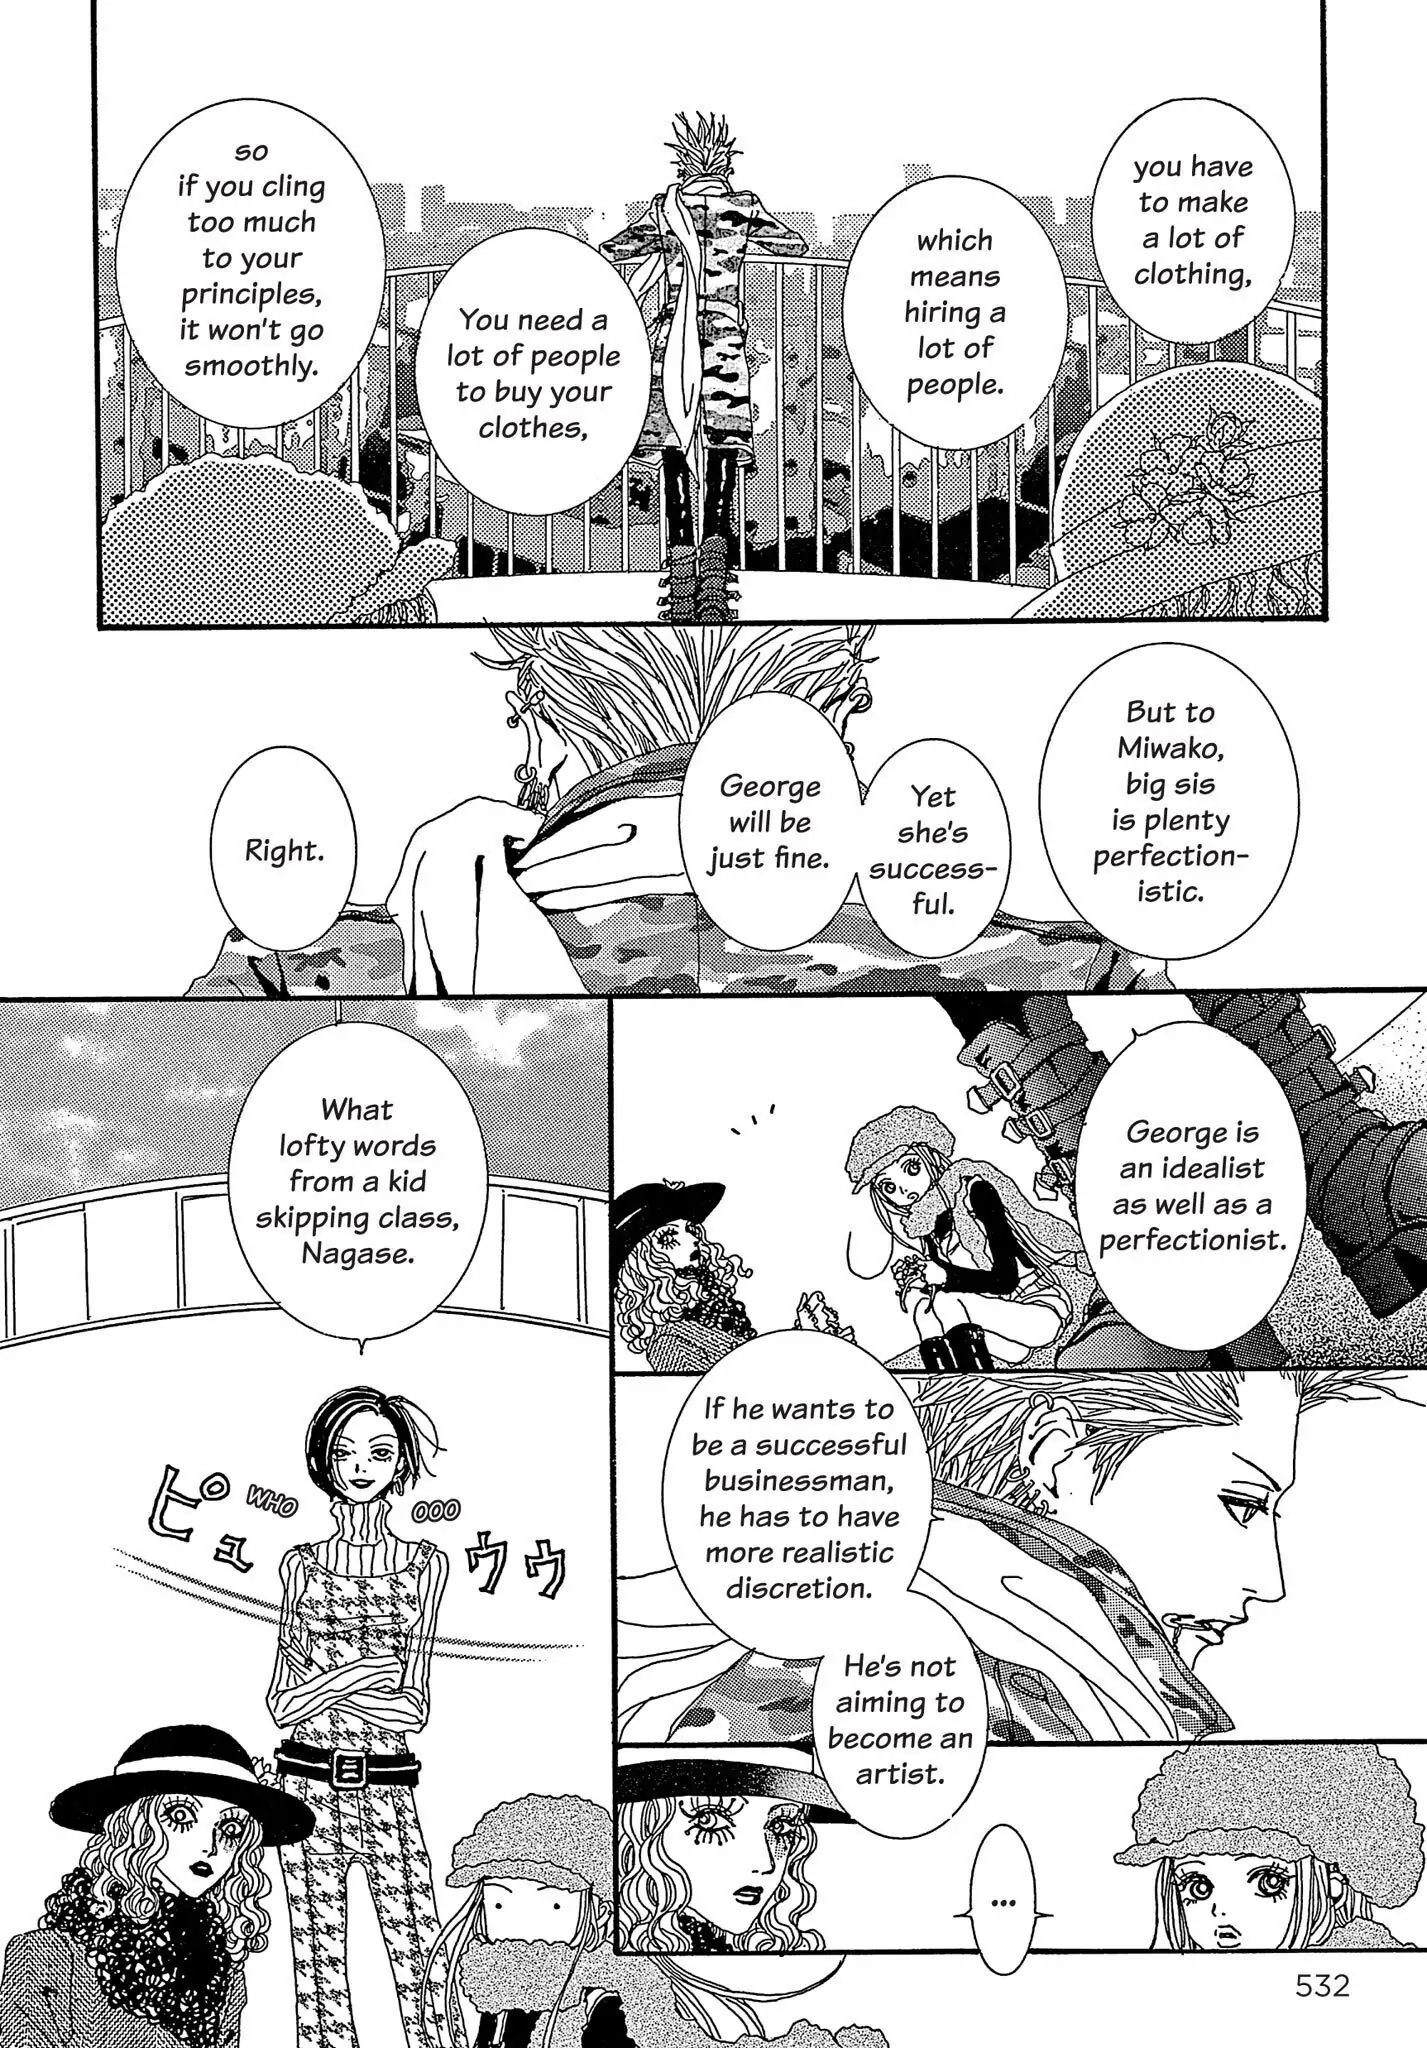 you have
to make
a lot of
clothing,
which
means
hiring a
lot of
people.
You need a
lot of people
to buy your
clothes,
so
if you cling
too much
to your
principles,
it won't go
smoothly.
But to
Miwako,
big sis
is plenty
perfection-
istic.
Yet
she's
success-
ful.
George
will be
just fine.
Right.
George is
an idealist
as well as a
perfectionist.
If he wants to
be a successful
businessman,
he has to have
more realistic
discretion.
He's not
aiming to
become an
artist.
...
What
lofty words
from a kid
skipping class,
Nagase.
ピュウウ
WHO
OOO
532